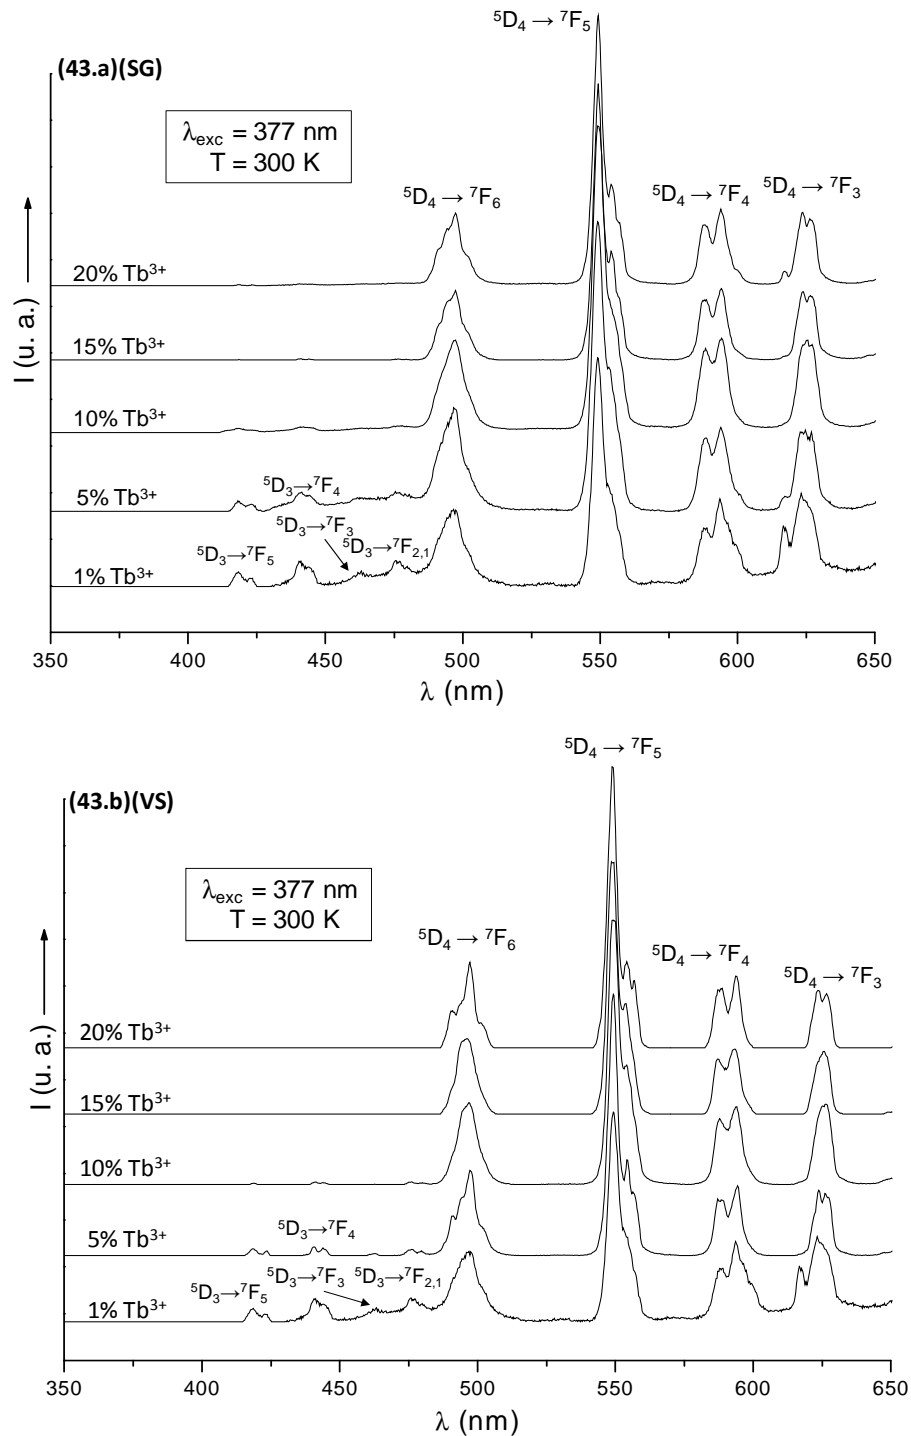 ⁵D₄ → ⁷F₅
(43.a)(SG)
λexc = 377 nm
T = 300 K
⁵D₄ → ⁷F₆
⁵D₄ → ⁷F₄
⁵D₄ → ⁷F₃
20% Tb³⁺
15% Tb³⁺
10% Tb³⁺
⁵D₃→⁷F₄
5% Tb³⁺
⁵D₃→⁷F₃
⁵D₃→⁷F₂,₁
⁵D₃→⁷F₅
1% Tb³⁺
I (u. a.)
350 400 450 500 550 600 650
λ (nm)
⁵D₄ → ⁷F₅
(43.b)(VS)
λexc = 377 nm
T = 300 K
⁵D₄ → ⁷F₆
⁵D₄ → ⁷F₄
⁵D₄ → ⁷F₃
20% Tb³⁺
15% Tb³⁺
10% Tb³⁺
⁵D₃→⁷F₄
5% Tb³⁺
⁵D₃→⁷F₃
⁵D₃→⁷F₂,₁
⁵D₃→⁷F₅
1% Tb³⁺
I (u. a.)
350 400 450 500 550 600 650
λ (nm)